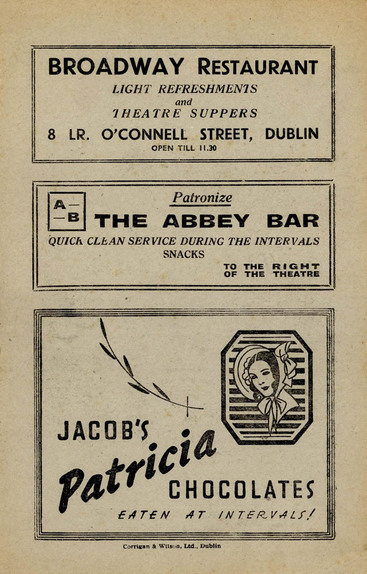 BROADWAY RESTAURANT
LIGHT REFRESHMENTS
and
THEATRE SUPPERS
8 LR. O'CONNELL STREET, DUBLIN
OPEN TILL 11.30
A-
-B
Patronize
THE ABBEY BAR
QUICK CLEAN SERVICE DURING THE INTERVALS
SNACKS
TO THE RIGHT
OF THE THEATRE
JACOB'S
Patricia
CHOCOLATES
EATEN AT INTERVALS!
Corrigan & Wilson, Ltd., Dublin